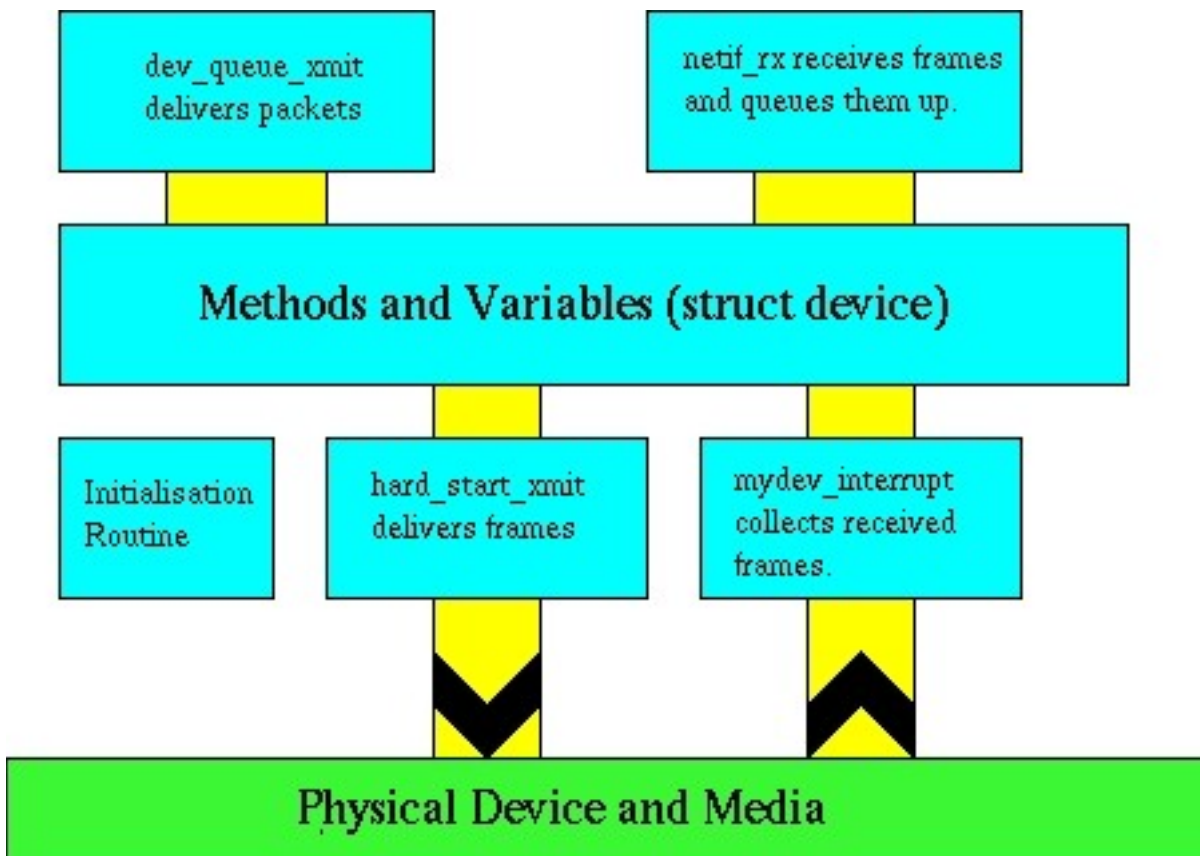 dev_queue_xmit
delivers packets
netif_rx receives frames
and queues them up.
Methods and Variables (struct device)
Initialisation
Routine
hard_start_xmit
delivers frames
mydev_interrupt
collects received
frames.
Physical Device and Media